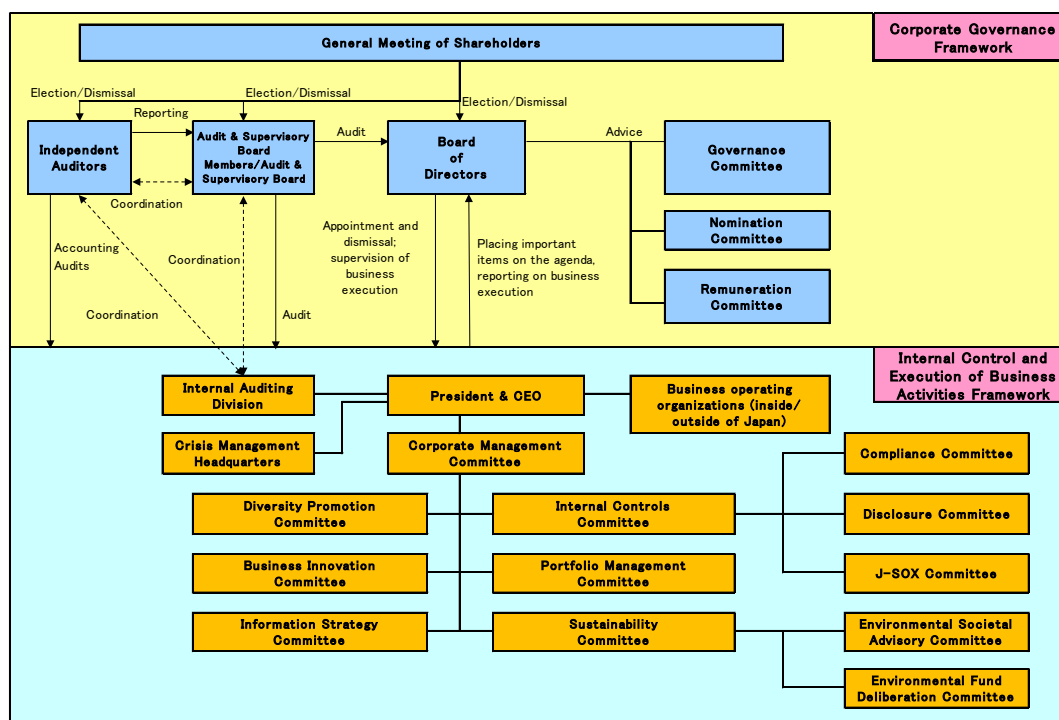 General Meeting of Shareholders
Corporate Governance
Framework
Election/Dismissal
Election/Dismissal
Election/Dismissal
Reporting
Independent
Auditors
Audit & Supervisory
Board
Members/Audit &
Supervisory Board
Audit
Board
of
Directors
Advice
Governance
Committee
Coordination
Nomination
Committee
Remuneration
Committee
Accounting
Audits
Coordination
Coordination
Audit
Appointment and
dismissal;
supervision of
business
execution
Placing important
items on the agenda,
reporting on business
execution
Internal Control and
Execution of Business
Activities Framework
Internal Auditing
Division
President & CEO
Business operating
organizations (inside/
outside of Japan)
Crisis Management
Headquarters
Corporate Management
Committee
Compliance Committee
Diversity Promotion
Committee
Internal Controls
Committee
Disclosure Committee
Business Innovation
Committee
Portfolio Management
Committee
J-SOX Committee
Information Strategy
Committee
Sustainability
Committee
Environmental Societal
Advisory Committee
Environmental Fund
Deliberation Committee